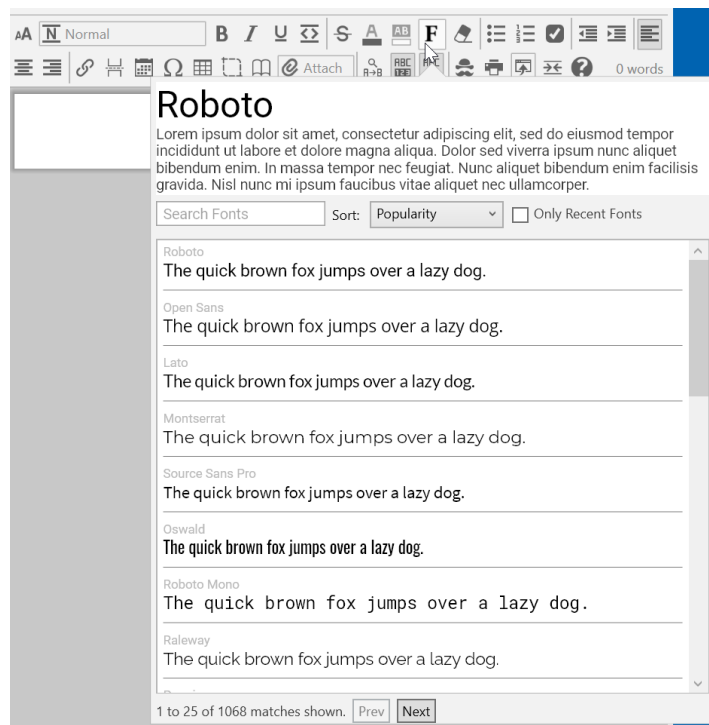 AA N Normal B I U S A AB F
Attach A→B ABC 123 0 words
Roboto
Lorem ipsum dolor sit amet, consectetur adipiscing elit, sed do eiusmod tempor
incididunt ut labore et dolore magna aliqua. Dolor sed viverra ipsum nunc aliquet
bibendum enim. In massa tempor nec feugiat. Nunc aliquet bibendum enim facilisis
gravida. Nisl nunc mi ipsum faucibus vitae aliquet nec ullamcorper.
Search Fonts Sort: Popularity Only Recent Fonts
Roboto
The quick brown fox jumps over a lazy dog.
Open Sans
The quick brown fox jumps over a lazy dog.
Lato
The quick brown fox jumps over a lazy dog.
Montserrat
The quick brown fox jumps over a lazy dog.
Source Sans Pro
The quick brown fox jumps over a lazy dog.
Oswald
The quick brown fox jumps over a lazy dog.
Roboto Mono
The quick brown fox jumps over a lazy dog.
Raleway
The quick brown fox jumps over a lazy dog.
1 to 25 of 1068 matches shown. Prev Next